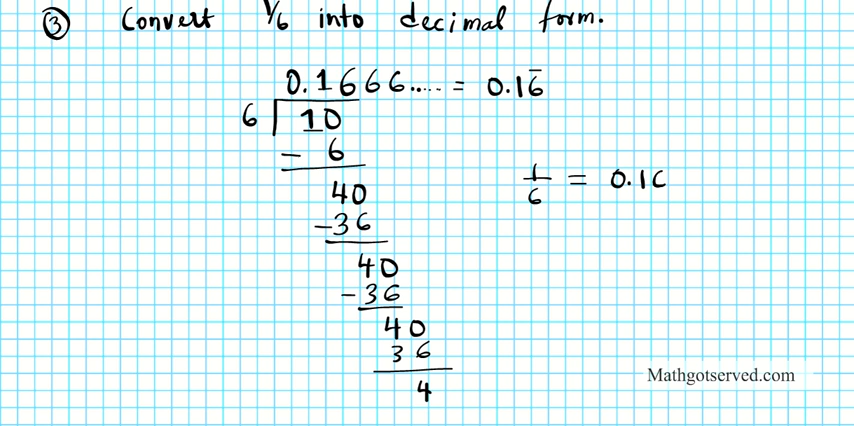 ③ Convert 1/6 into decimal form.
0.1666..... = 0.16̅
6 10
- 6
40
-36
40
-36
40
36
4
1/6 = 0.1
Mathgotserved.com